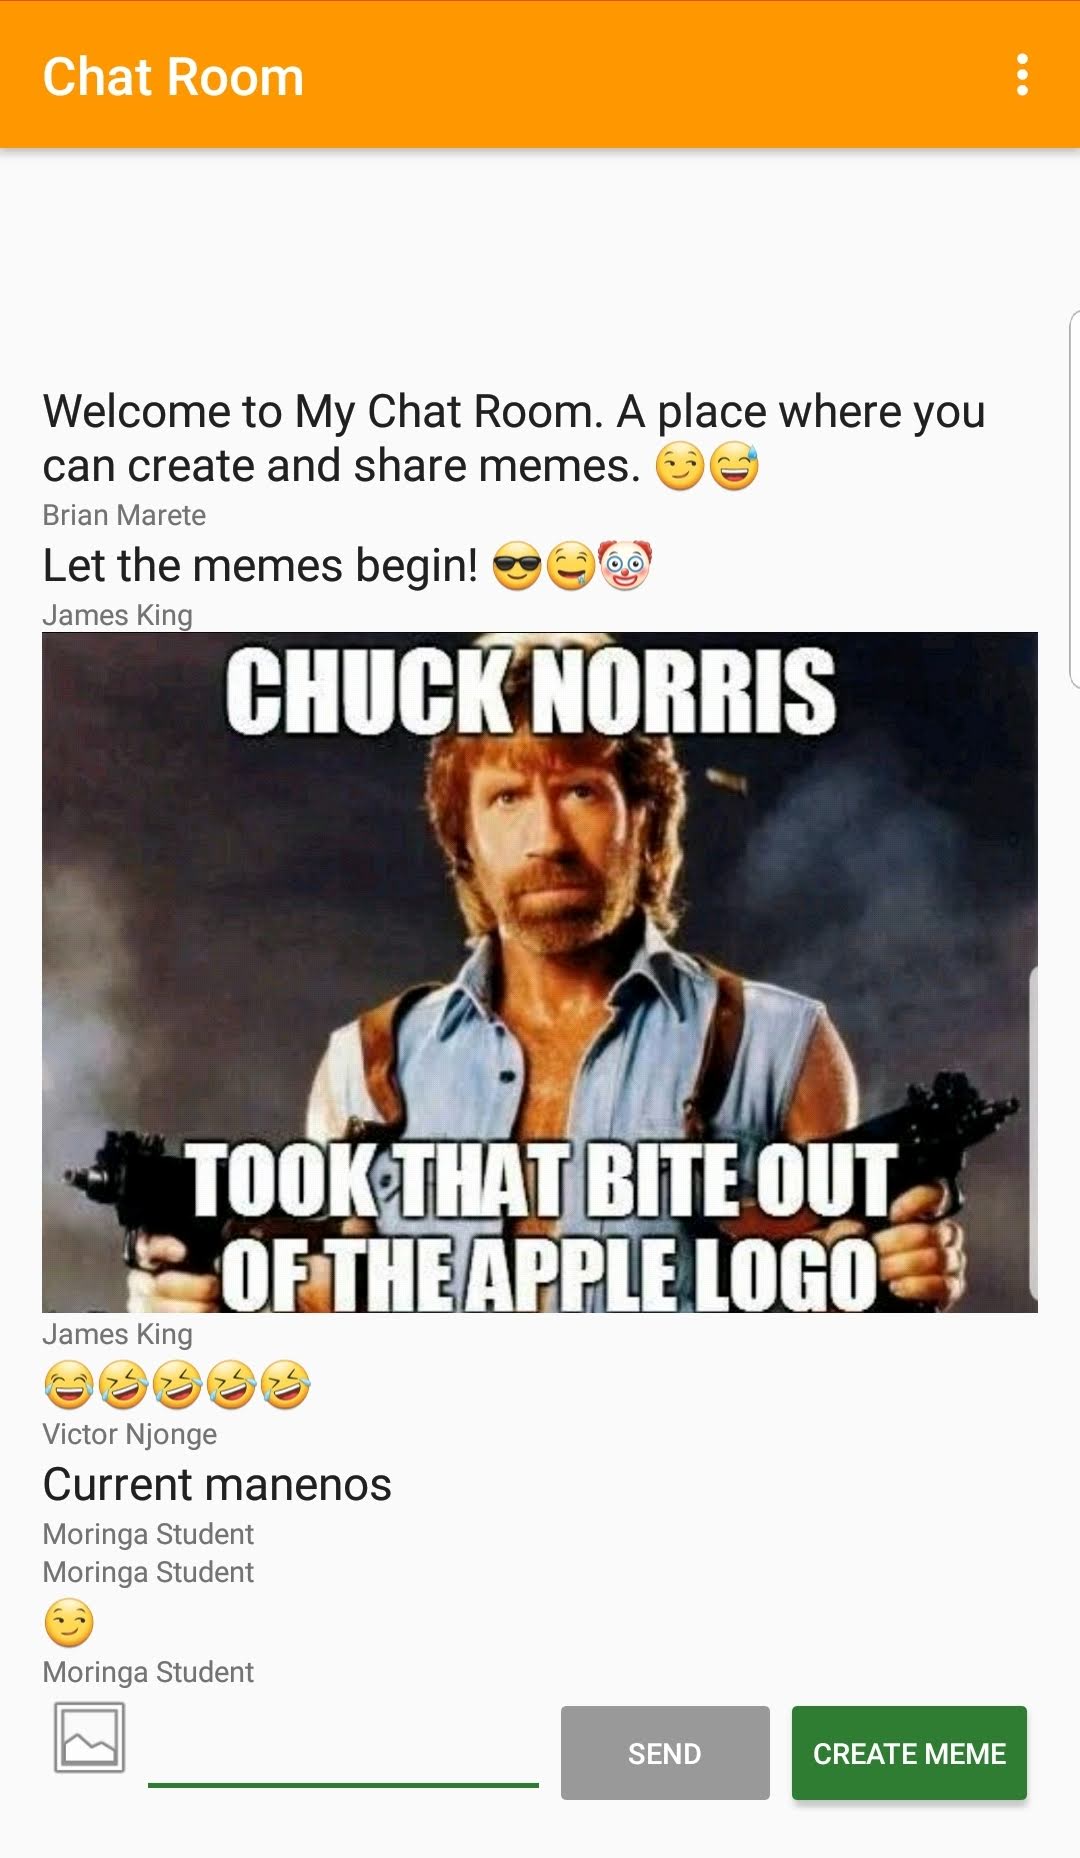 Chat Room
Welcome to My Chat Room. A place where you
can create and share memes. 😏😅
Brian Marete
Let the memes begin! 😎🤤🤡
James King
CHUCK NORRIS
TOOK THAT BITE OUT
OF THE APPLE LOGO
James King
😂🤣🤣🤣🤣
Victor Njonge
Current manenos
Moringa Student
Moringa Student
😏
Moringa Student
SEND
CREATE MEME